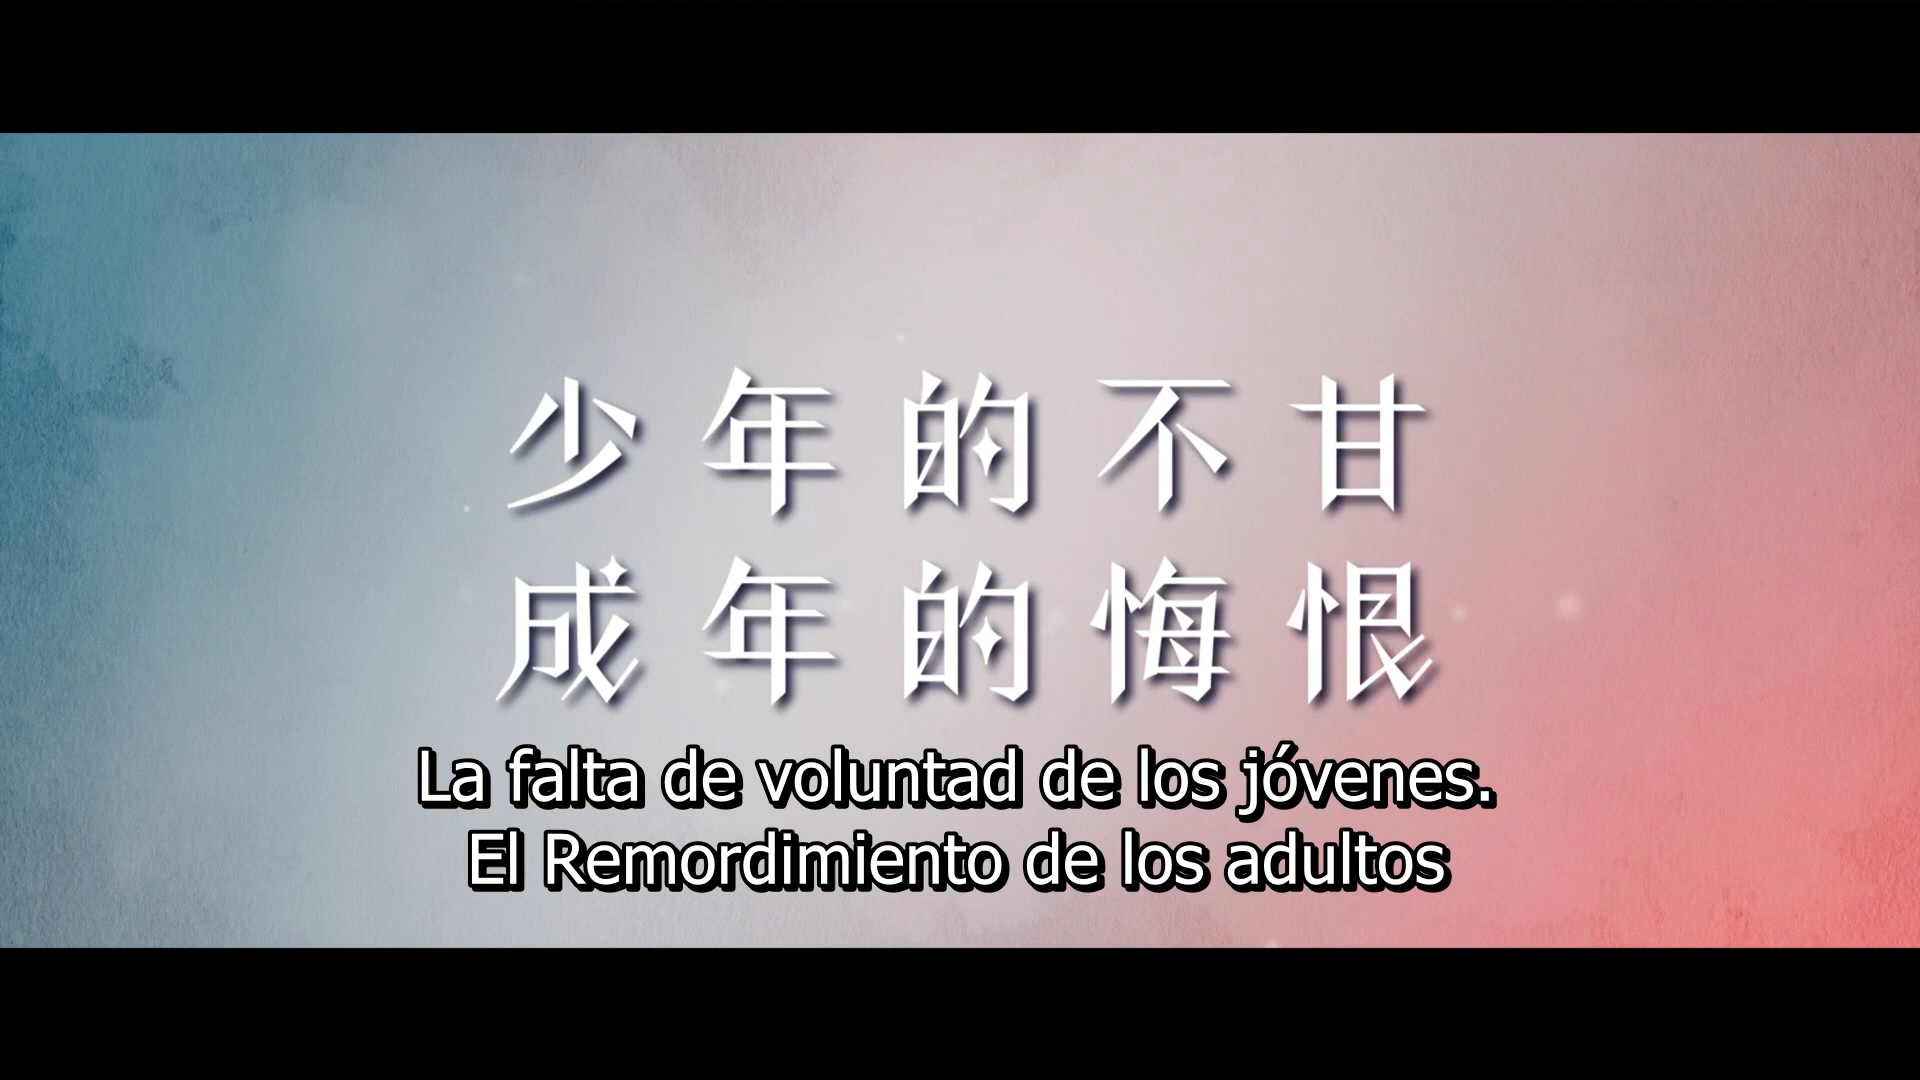 少年的不甘
成年的悔恨
La falta de voluntad de los jóvenes.
El Remordimiento de los adultos